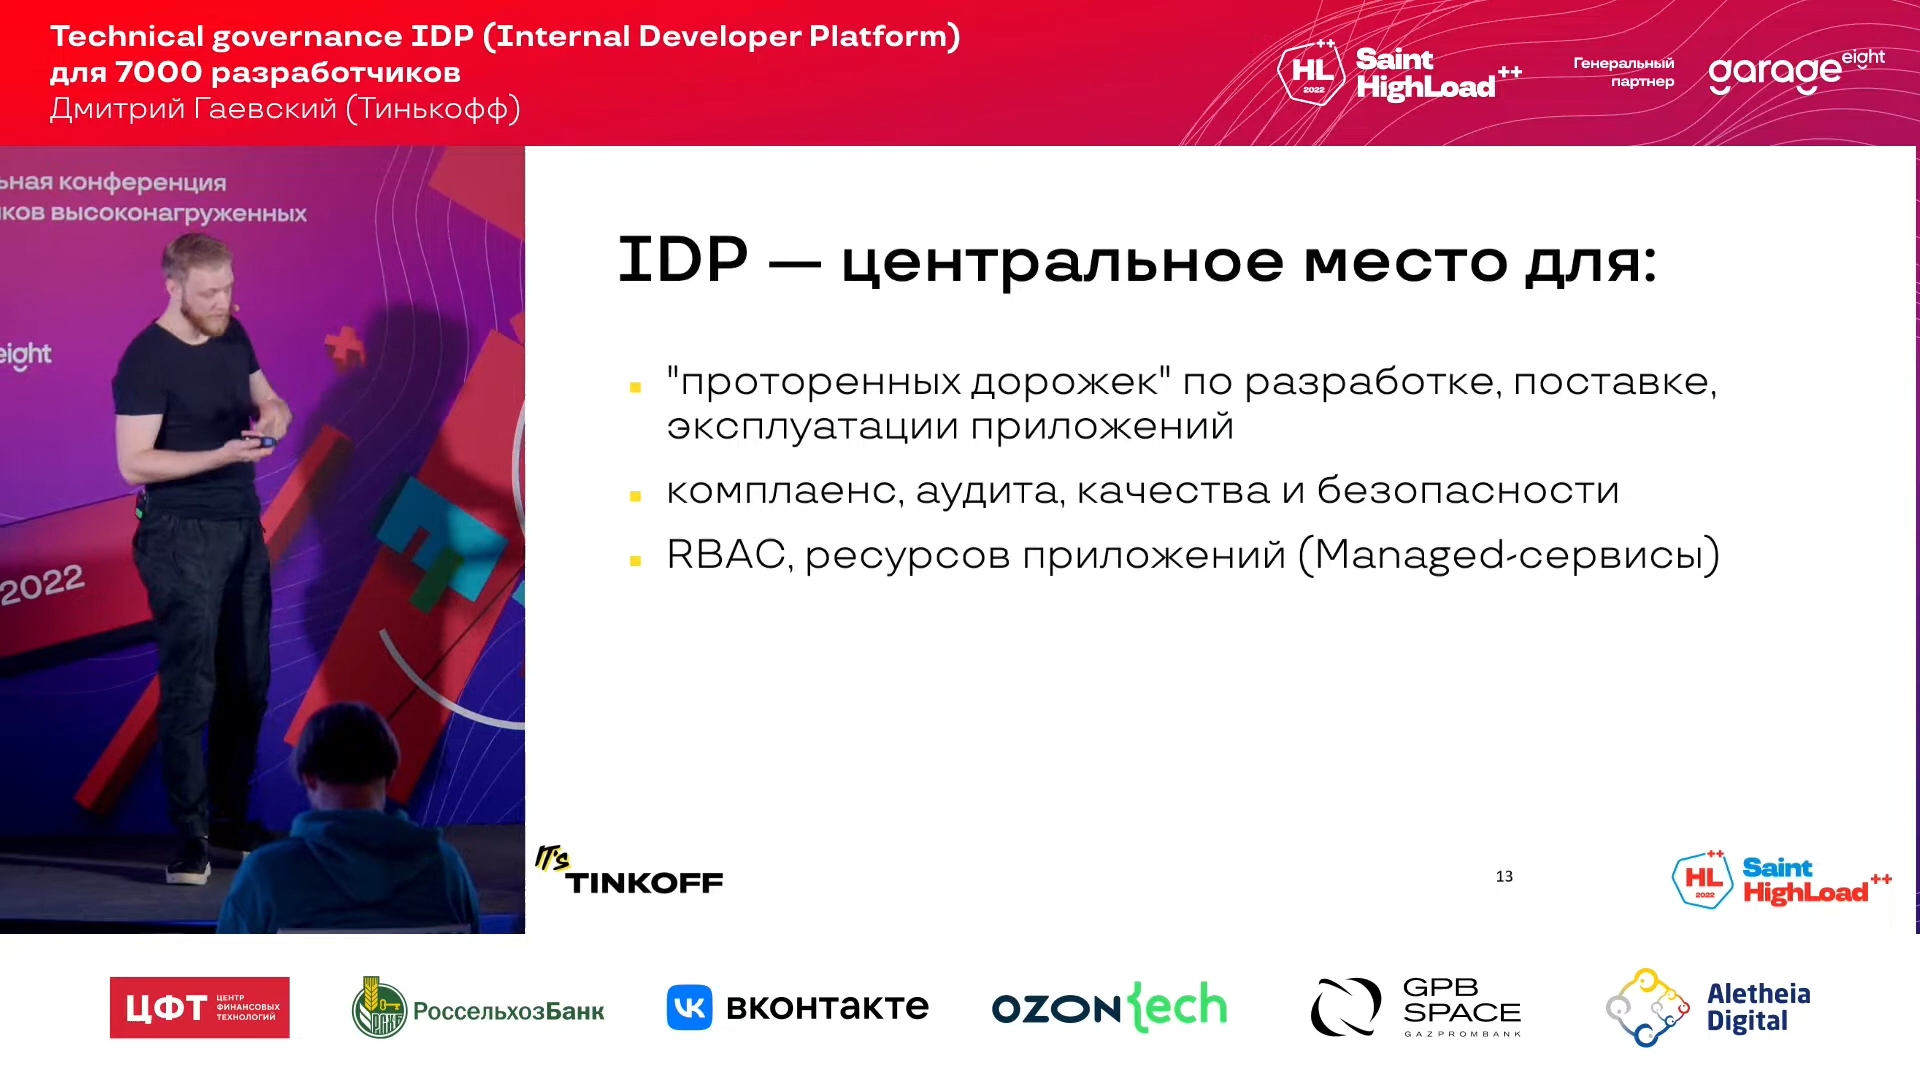 Technical governance IDP (Internal Developer Platform)
для 7000 разработчиков
Дмитрий Гаевский (Тинькофф)
++
HL
2022
Saint
HighLoad++
Генеральный
партнер
garage eight
ьная конференция
иков высоконагруженных
eight
2022
IDP — центральное место для:
"проторенных дорожек" по разработке, поставке,
эксплуатации приложений
комплаенс, аудита, качества и безопасности
RBAC, ресурсов приложений (Managed-сервисы)
IT's
TINKOFF
13
++
HL
2022
Saint
HighLoad++
ЦФТ
ЦЕНТР
ФИНАНСОВЫХ
ТЕХНОЛОГИЙ
РСХБ
РоссельхозБанк
вконтакте
OZON tech
GPB
SPACE
GAZPROMBANK
Aletheia
Digital